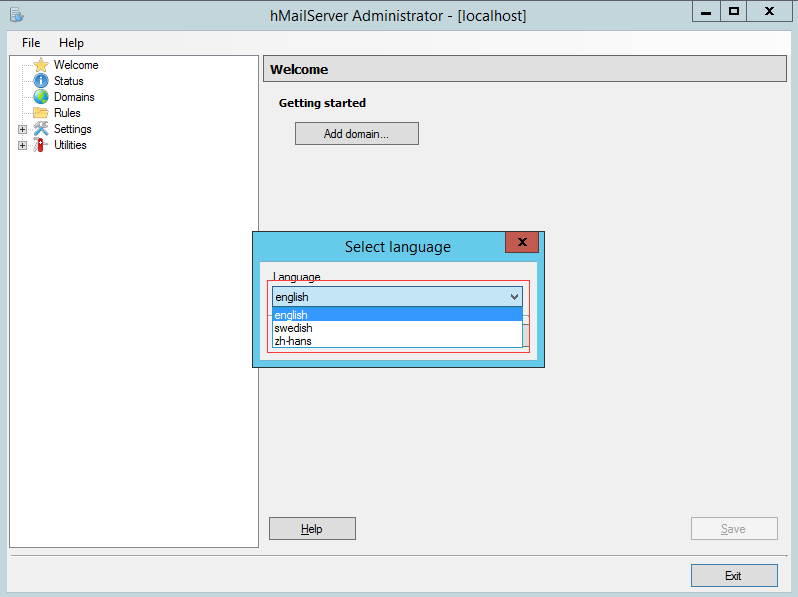 hMailServer Administrator - [localhost]
File Help
Welcome
Status
Domains
Rules
Settings
Utilities
Welcome
Getting started
Add domain...
Select language
Language
english
english
swedish
zh-hans
Help
Save
Exit